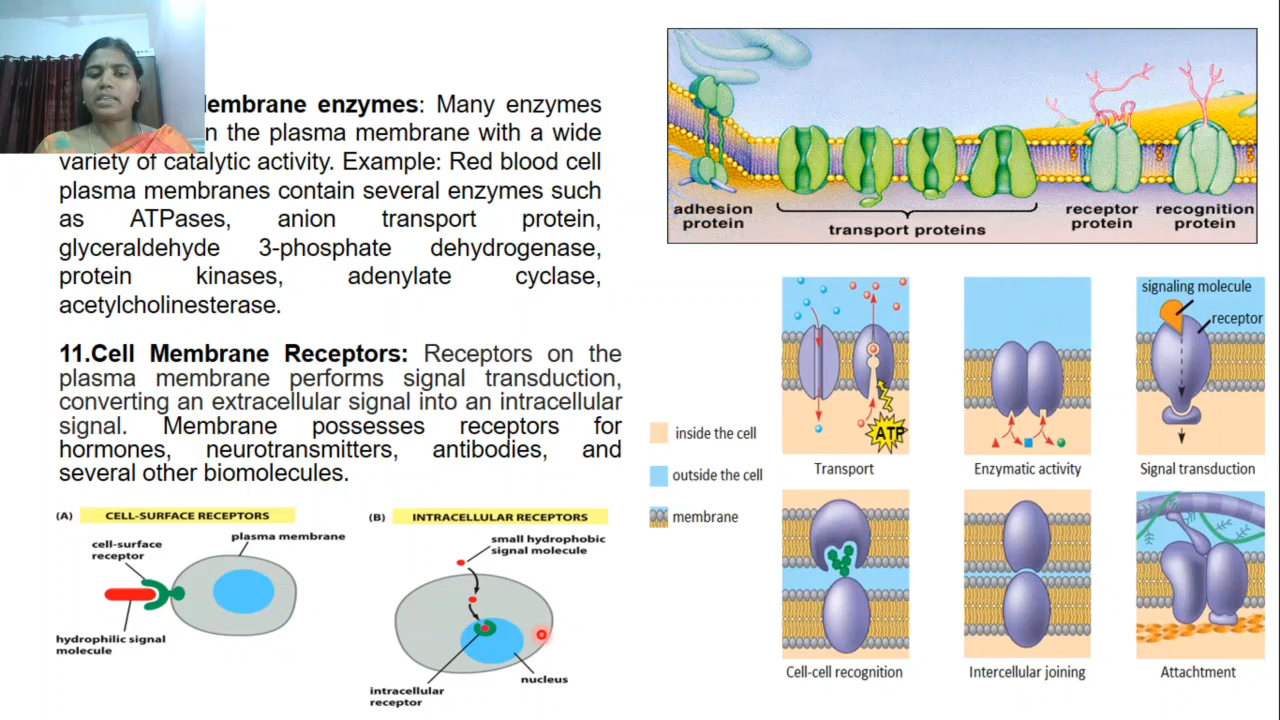 embrane enzymes: Many enzymes
n the plasma membrane with a wide
variety of catalytic activity. Example: Red blood cell
plasma membranes contain several enzymes such
as ATPases, anion transport protein,
glyceraldehyde 3-phosphate dehydrogenase,
protein kinases, adenylate cyclase,
acetylcholinesterase.
11.Cell Membrane Receptors: Receptors on the
plasma membrane performs signal transduction,
converting an extracellular signal into an intracellular
signal. Membrane possesses receptors for
hormones, neurotransmitters, antibodies, and
several other biomolecules.
(A) CELL-SURFACE RECEPTORS
plasma membrane
cell-surface
receptor
hydrophilic signal
molecule
(B) INTRACELLULAR RECEPTORS
small hydrophobic
signal molecule
nucleus
intracellular
receptor
adhesion
protein
transport proteins
receptor
protein
recognition
protein
inside the cell
outside the cell
membrane
ATP
Transport
Enzymatic activity
signaling molecule
receptor
Signal transduction
Cell-cell recognition
Intercellular joining
Attachtment